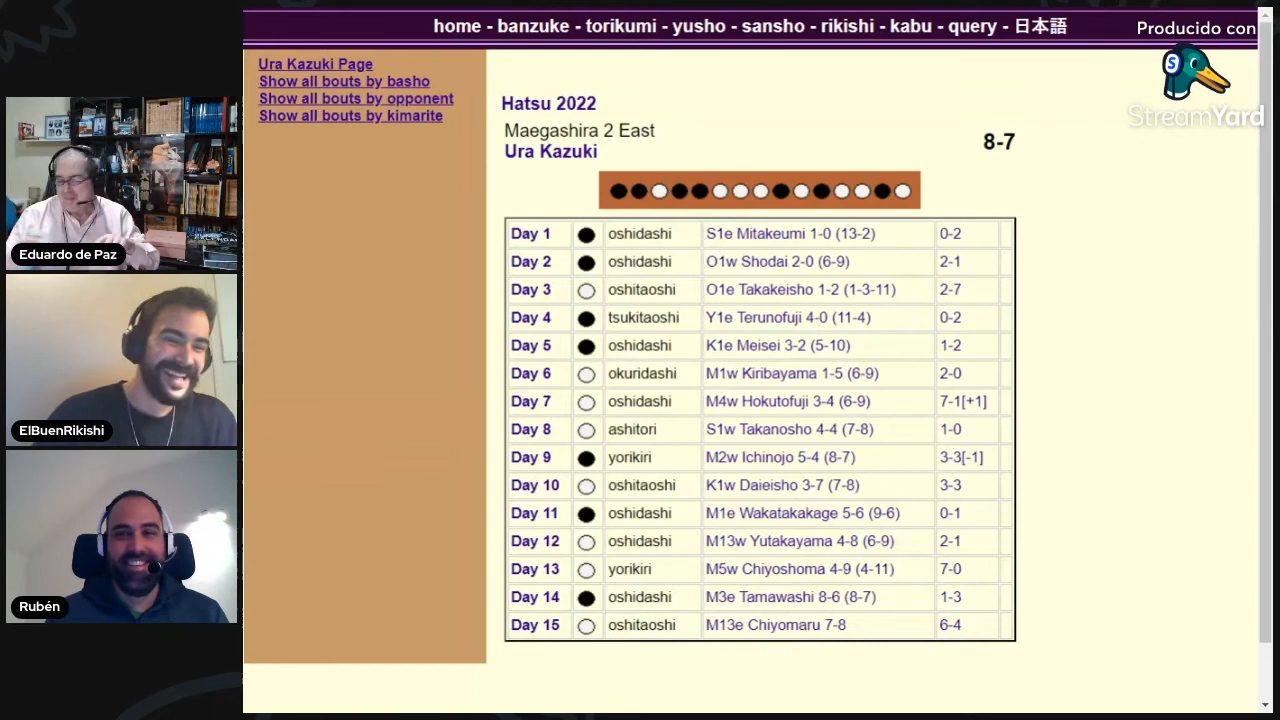 home - banzuke - torikumi - yusho - sansho - rikishi - kabu - query - 日本語
Producido con
StreamYard
Ura Kazuki Page
Show all bouts by basho
Show all bouts by opponent
Show all bouts by kimarite
Hatsu 2022
Maegashira 2 East
Ura Kazuki
8-7
Day 1 oshidashi S1e Mitakeumi 1-0 (13-2) 0-2
Day 2 oshidashi O1w Shodai 2-0 (6-9) 2-1
Day 3 oshitaoshi O1e Takakeisho 1-2 (1-3-11) 2-7
Day 4 tsukitaoshi Y1e Terunofuji 4-0 (11-4) 0-2
Day 5 oshidashi K1e Meisei 3-2 (5-10) 1-2
Day 6 okuridashi M1w Kiribayama 1-5 (6-9) 2-0
Day 7 oshidashi M4w Hokutofuji 3-4 (6-9) 7-1[+1]
Day 8 ashitori S1w Takanosho 4-4 (7-8) 1-0
Day 9 yorikiri M2w Ichinojo 5-4 (8-7) 3-3[-1]
Day 10 oshitaoshi K1w Daieisho 3-7 (7-8) 3-3
Day 11 oshidashi M1e Wakatakakage 5-6 (9-6) 0-1
Day 12 oshidashi M13w Yutakayama 4-8 (6-9) 2-1
Day 13 yorikiri M5w Chiyoshoma 4-9 (4-11) 7-0
Day 14 oshidashi M3e Tamawashi 8-6 (8-7) 1-3
Day 15 oshitaoshi M13e Chiyomaru 7-8 6-4
Eduardo de Paz
ElBuenRikishi
Rubén